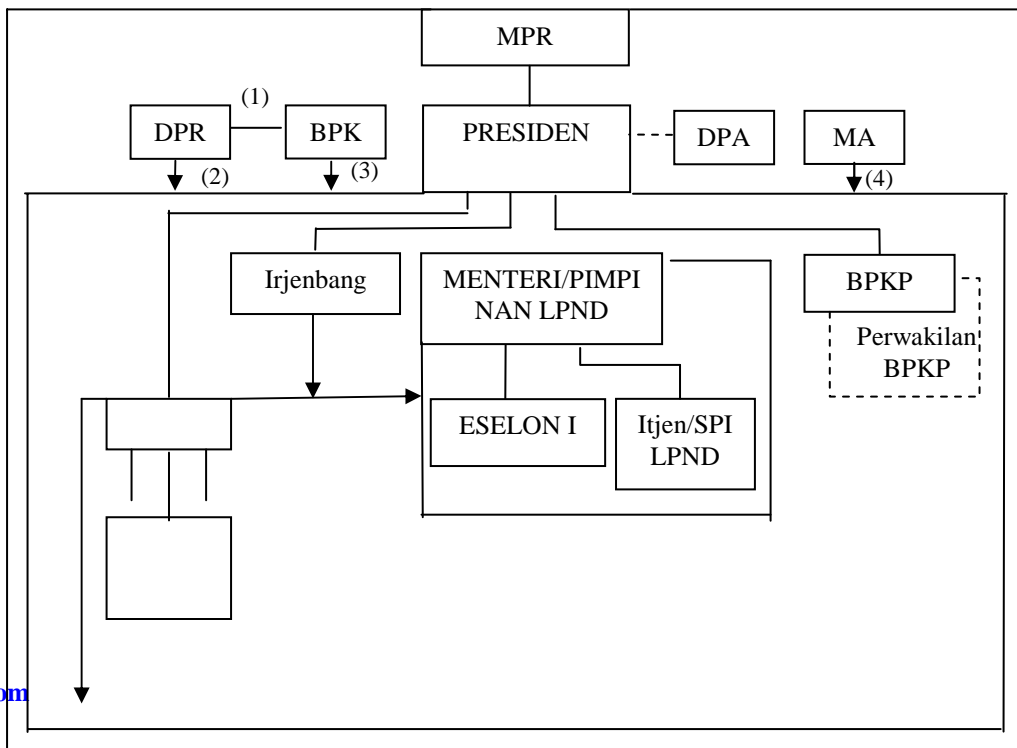 MPR
(1)
DPR
BPK
PRESIDEN
DPA
MA
(2)
(3)
(4)
Irjenbang
MENTERI/PIMPI
NAN LPND
BPKP
Perwakilan
BPKP
ESELON I
Itjen/SPI
LPND
om